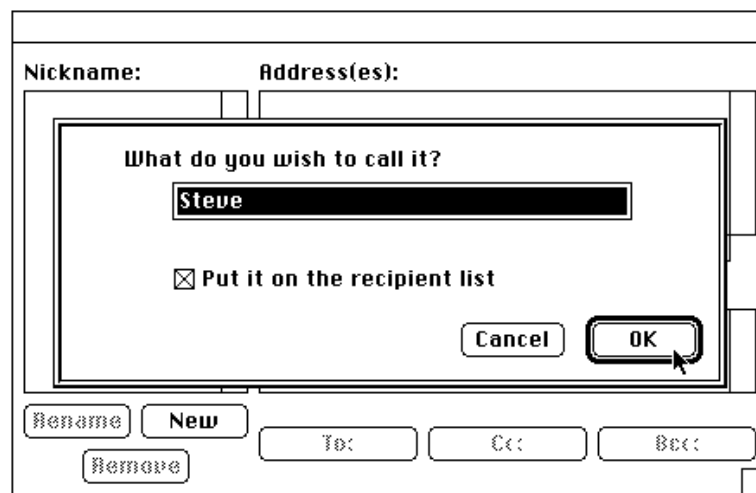 Nickname: Address(es):
What do you wish to call it?
Steve
Put it on the recipient list
Cancel OK
Rename New
To: Cc: Bcc:
Remove